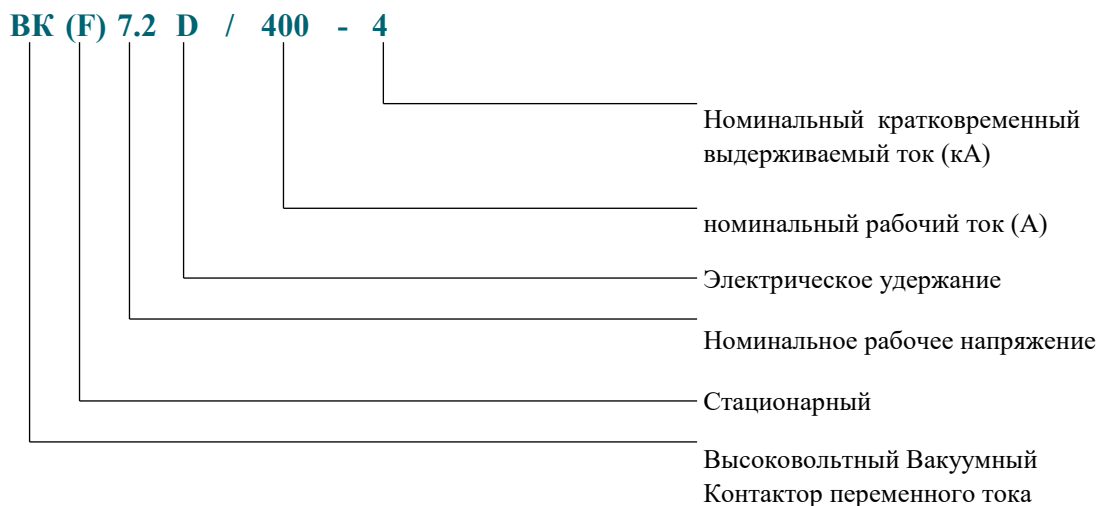 ВК (F) 7.2 D / 400 - 4
Номинальный кратковременный
выдерживаемый ток (кА)
номинальный рабочий ток (А)
Электрическое удержание
Номинальное рабочее напряжение
Стационарный
Высоковольтный Вакуумный
Контактор переменного тока